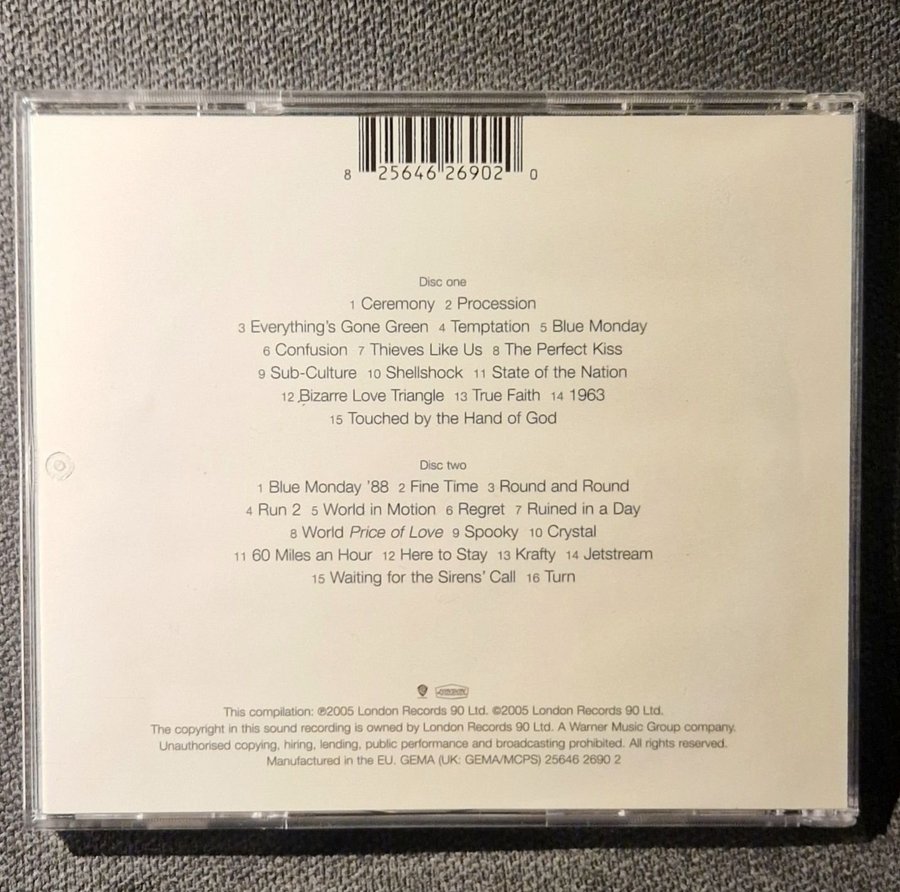 8 25646 26902 0
Disc one
1 Ceremony 2 Procession
3 Everything's Gone Green 4 Temptation 5 Blue Monday
6 Confusion 7 Thieves Like Us 8 The Perfect Kiss
9 Sub-Culture 10 Shellshock 11 State of the Nation
12 Bizarre Love Triangle 13 True Faith 14 1963
15 Touched by the Hand of God
Disc two
1 Blue Monday '88 2 Fine Time 3 Round and Round
4 Run 2 5 World in Motion 6 Regret 7 Ruined in a Day
8 World Price of Love 9 Spooky 10 Crystal
11 60 Miles an Hour 12 Here to Stay 13 Krafty 14 Jetstream
15 Waiting for the Sirens' Call 16 Turn
This compilation: ℗2005 London Records 90 Ltd. ©2005 London Records 90 Ltd.
The copyright in this sound recording is owned by London Records 90 Ltd. A Warner Music Group company.
Unauthorised copying, hiring, lending, public performance and broadcasting prohibited. All rights reserved.
Manufactured in the EU. GEMA (UK: GEMA/MCPS) 25646 2690 2